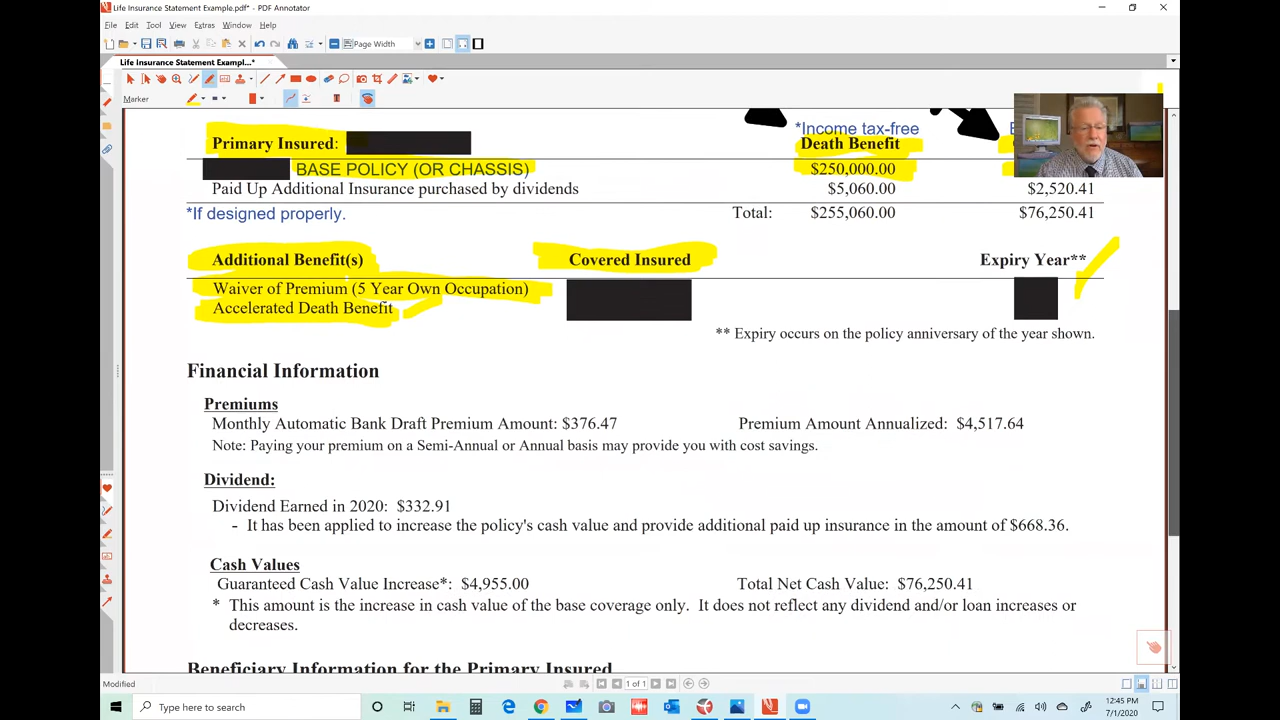 Life Insurance Statement Example.pdf* - PDF Annotator
File Edit Tool View Extras Window Help
Page Width
Life Insurance Statement Exampl...*
Marker
*Income tax-free
Primary Insured: Death Benefit
BASE POLICY (OR CHASSIS) $250,000.00
Paid Up Additional Insurance purchased by dividends $5,060.00 $2,520.41
*If designed properly. Total: $255,060.00 $76,250.41
Additional Benefit(s) Covered Insured Expiry Year**
Waiver of Premium (5 Year Own Occupation)
Accelerated Death Benefit
** Expiry occurs on the policy anniversary of the year shown.
Financial Information
Premiums
Monthly Automatic Bank Draft Premium Amount: $376.47 Premium Amount Annualized: $4,517.64
Note: Paying your premium on a Semi-Annual or Annual basis may provide you with cost savings.
Dividend:
Dividend Earned in 2020: $332.91
- It has been applied to increase the policy's cash value and provide additional paid up insurance in the amount of $668.36.
Cash Values
Guaranteed Cash Value Increase*: $4,955.00 Total Net Cash Value: $76,250.41
* This amount is the increase in cash value of the base coverage only. It does not reflect any dividend and/or loan increases or
decreases.
Beneficiary Information for the Primary Insured
Modified 1 of 1
Type here to search 12:45 PM
7/1/2020